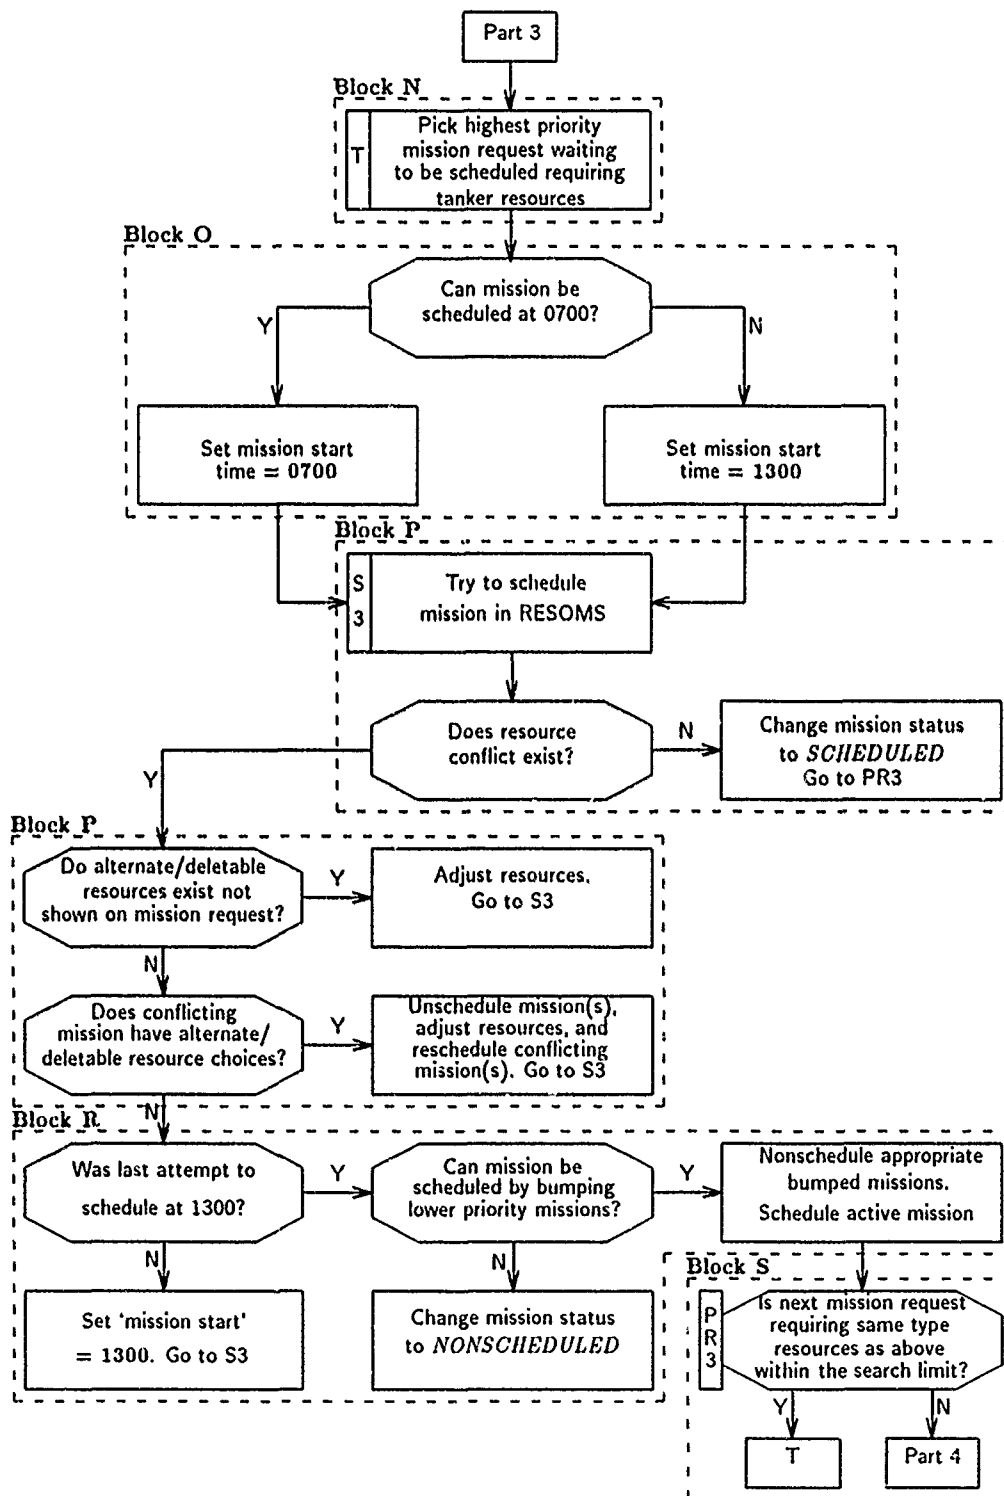 Part 3
Block N
T
Pick highest priority
mission request waiting
to be scheduled requiring
tanker resources
Block O
Can mission be
scheduled at 0700?
Y
N
Set mission start
time = 0700
Set mission start
time = 1300
Block P
S
3
Try to schedule
mission in RESOMS
Does resource
conflict exist?
N
Change mission status
to SCHEDULED
Go to PR3
Y
Block P
Do alternate/deletable
resources exist not
shown on mission request?
Y
Adjust resources.
Go to S3
N
Does conflicting
mission have alternate/
deletable resource choices?
Y
Unschedule mission(s),
adjust resources, and
reschedule conflicting
mission(s). Go to S3
N
Block R
Was last attempt to
schedule at 1300?
Y
Can mission be
scheduled by bumping
lower priority missions?
Y
Nonschedule appropriate
bumped missions.
Schedule active mission
N
Set 'mission start'
= 1300. Go to S3
N
Change mission status
to NONSCHEDULED
Block S
P
R
3
Is next mission request
requiring same type
resources as above
within the search limit?
Y
N
T
Part 4